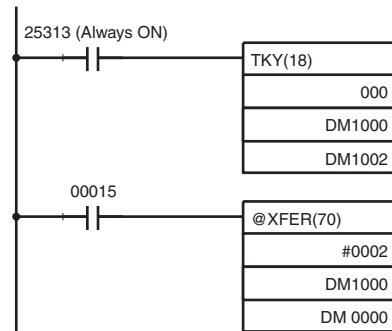 25313 (Always ON)
TKY(18)
000
DM1000
DM1002
00015
@XFER(70)
#0002
DM1000
DM 0000